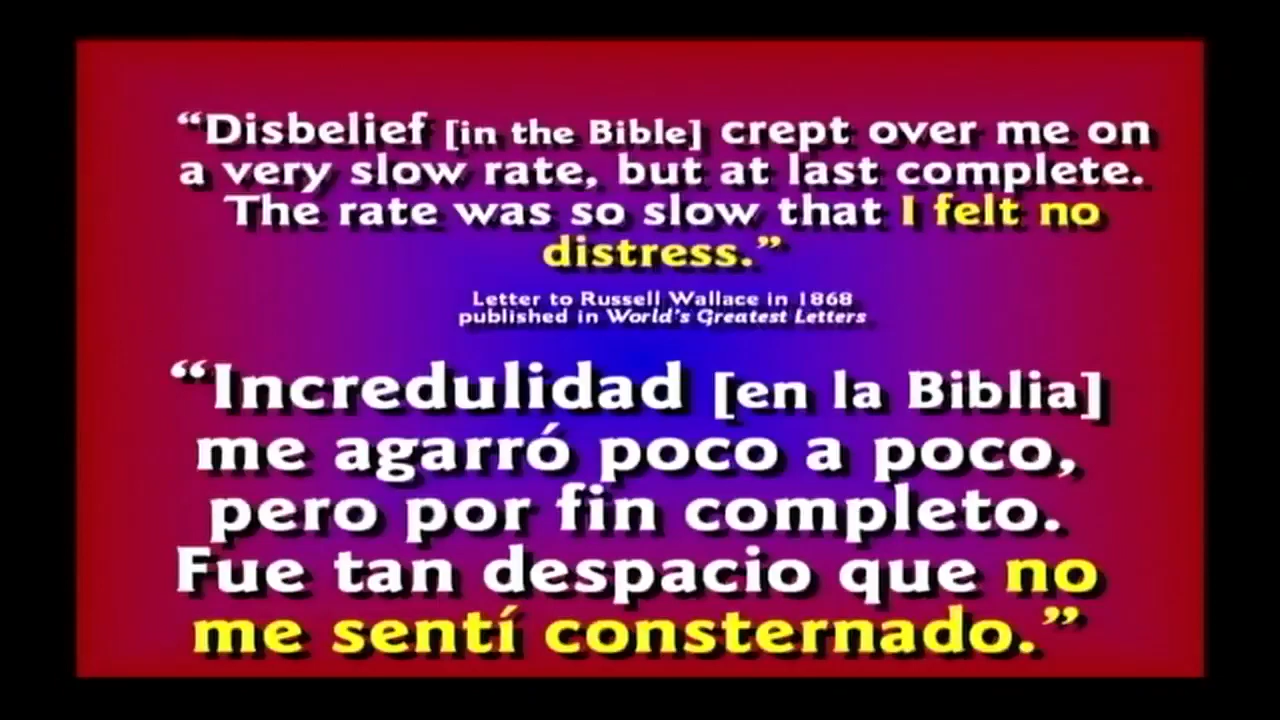 “Disbelief [in the Bible] crept over me on
a very slow rate, but at last complete.
The rate was so slow that I felt no
distress.”
Letter to Russell Wallace in 1868
published in World's Greatest Letters
“Incredulidad [en la Biblia]
me agarró poco a poco,
pero por fin completo.
Fue tan despacio que no
me sentí consternado.”